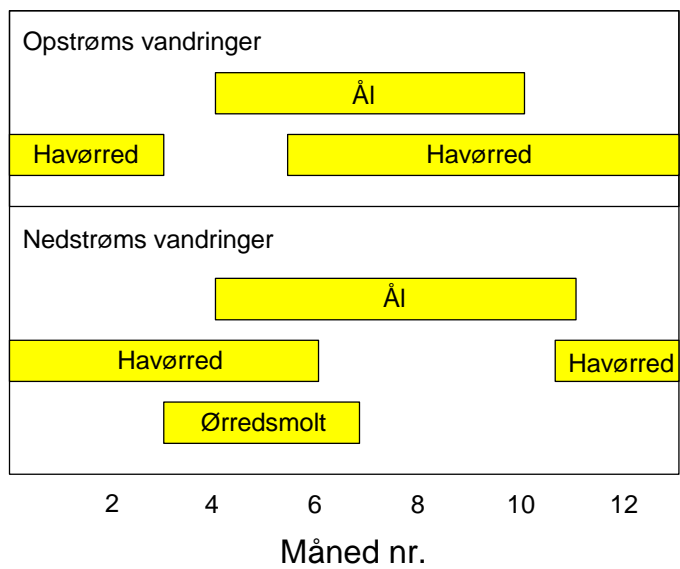 Opstrøms vandringer
Ål
Havørred Havørred
Nedstrøms vandringer
Ål
Havørred Havørred
Ørredsmolt
2 4 6 8 10 12
Måned nr.